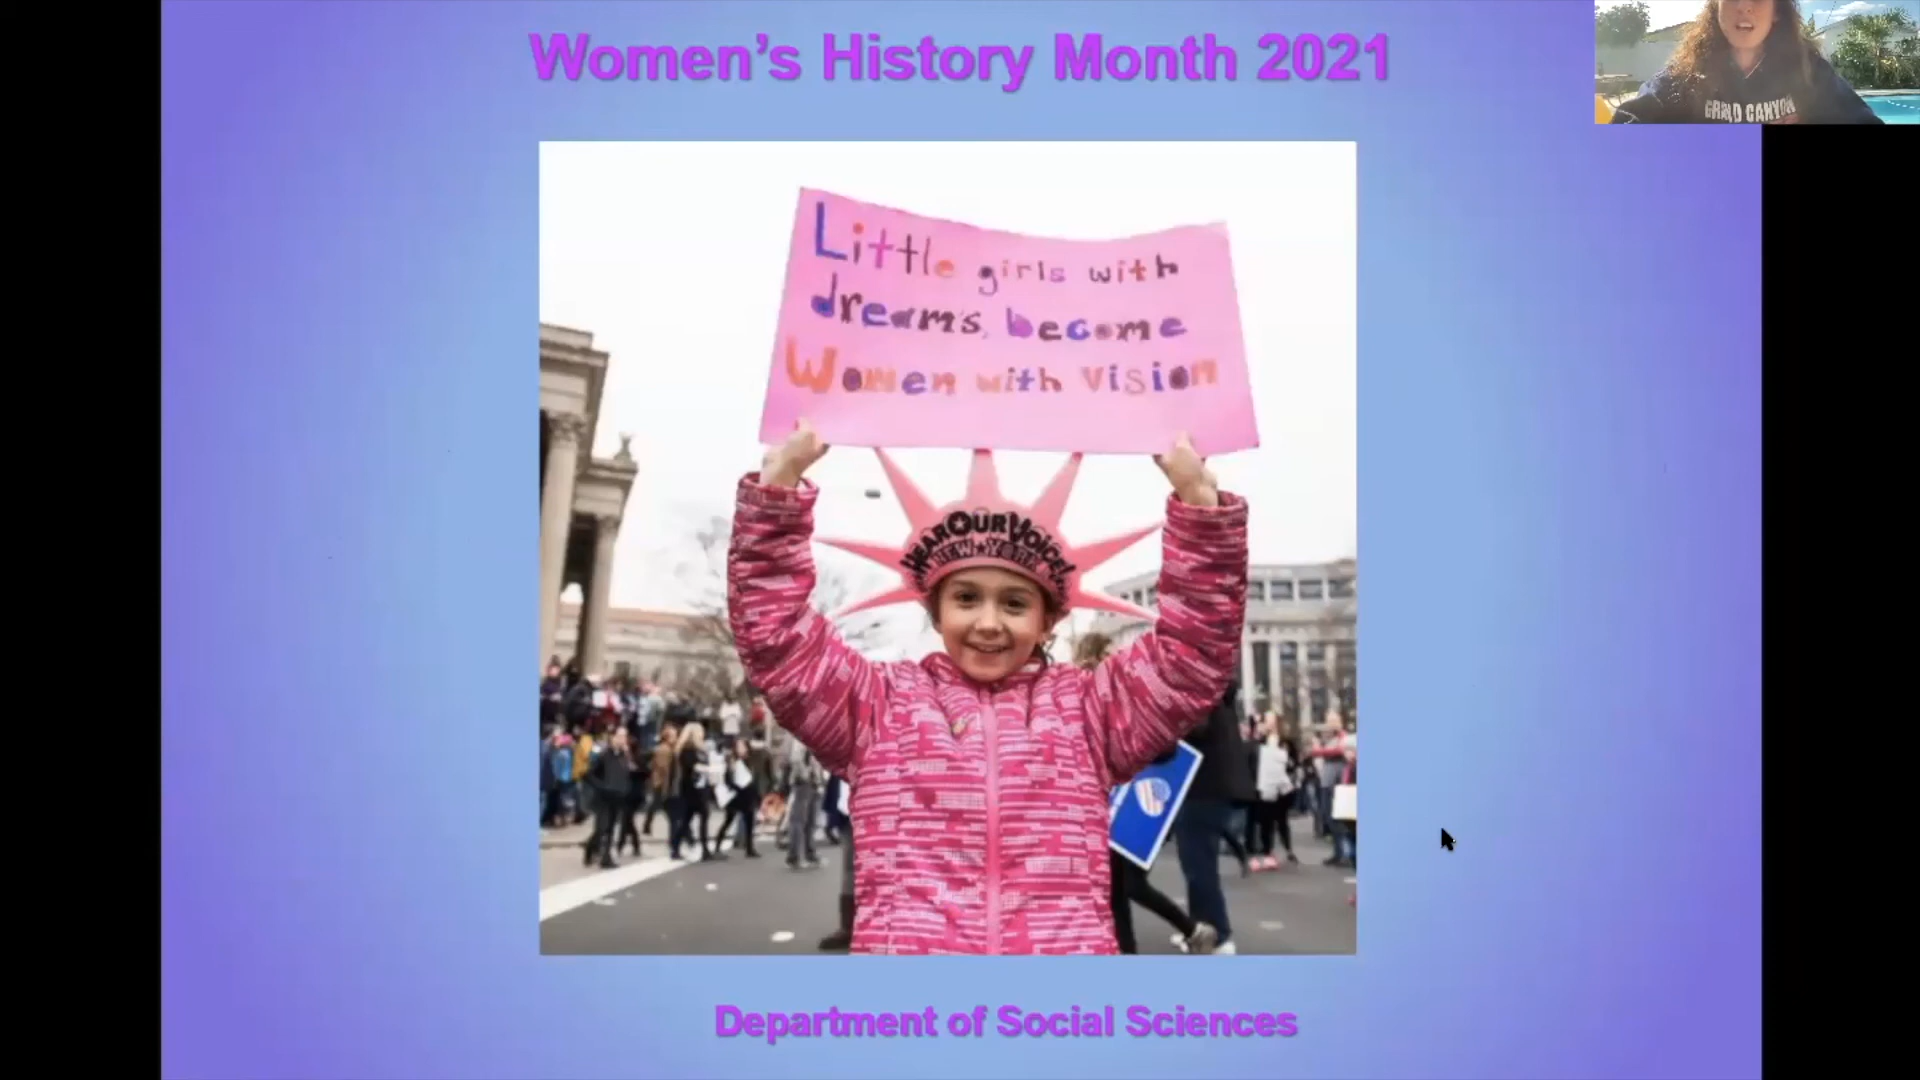 Women's History Month 2021
GRAND CANYON
Little girls with
dreams, become
Women with vision
HEAR OUR VOICE!
NEW★YORK
Department of Social Sciences